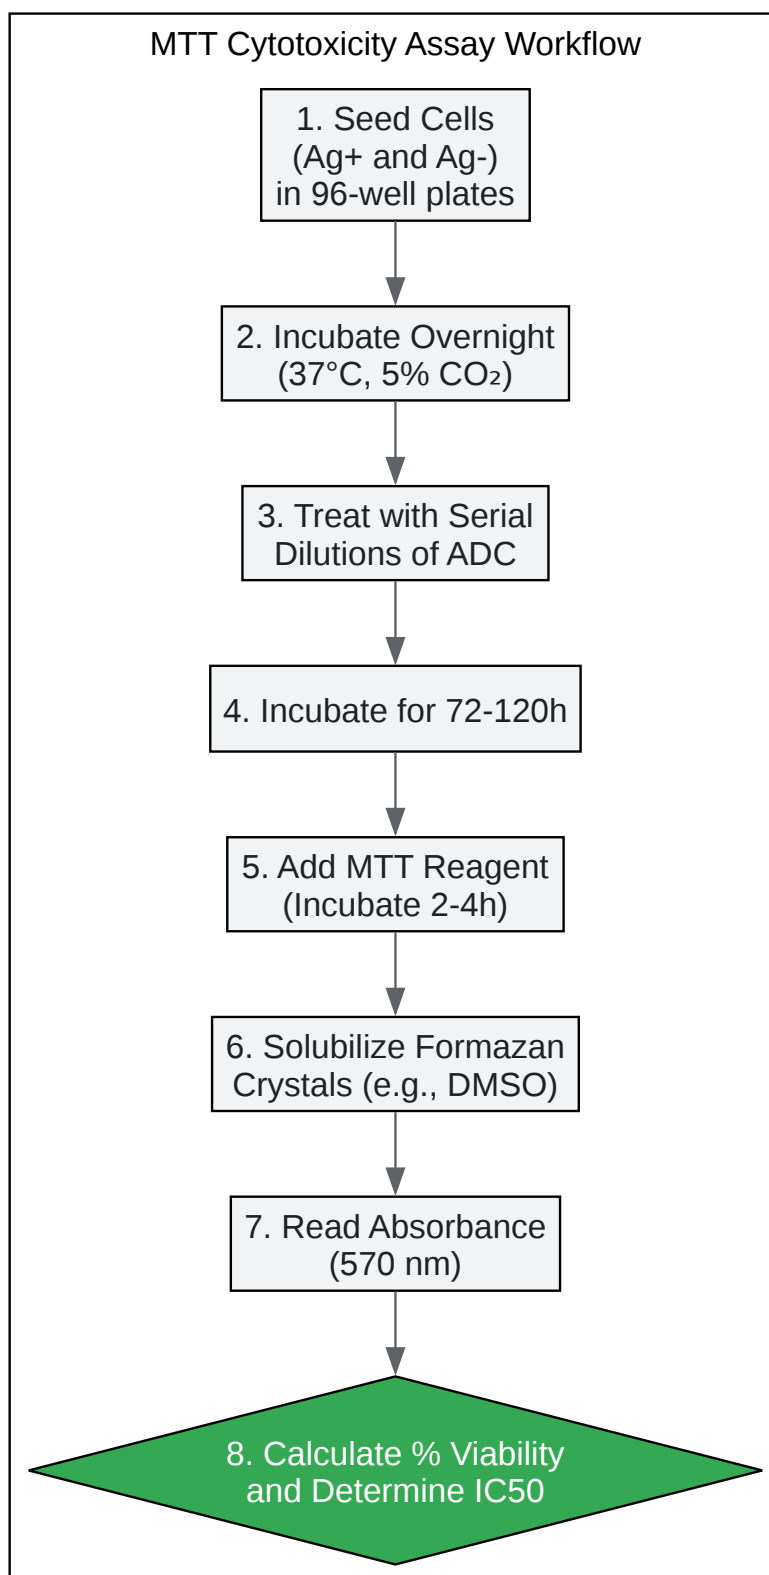 MTT Cytotoxicity Assay Workflow
1. Seed Cells
(Ag+ and Ag-)
in 96-well plates
2. Incubate Overnight
(37°C, 5% CO₂)
3. Treat with Serial
Dilutions of ADC
4. Incubate for 72-120h
5. Add MTT Reagent
(Incubate 2-4h)
6. Solubilize Formazan
Crystals (e.g., DMSO)
7. Read Absorbance
(570 nm)
8. Calculate % Viability
and Determine IC50